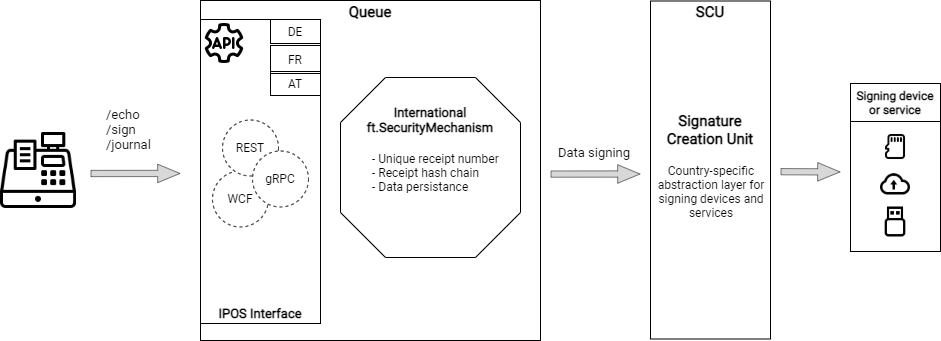 Queue
SCU
API
DE
FR
AT
/echo
/sign
/journal
REST
gRPC
WCF
IPOS Interface
International
ft.SecurityMechanism
- Unique receipt number
- Receipt hash chain
- Data persistance
Data signing
Signature
Creation Unit
Country-specific
abstraction layer for
signing devices and
services
Signing device
or service